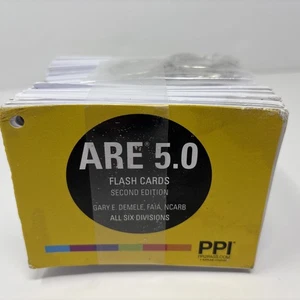 ARE 5.0
FLASH CARDS
SECOND EDITION
GARY E. DEMELE, FAIA, NCARB
ALL SIX DIVISIONS
PPI